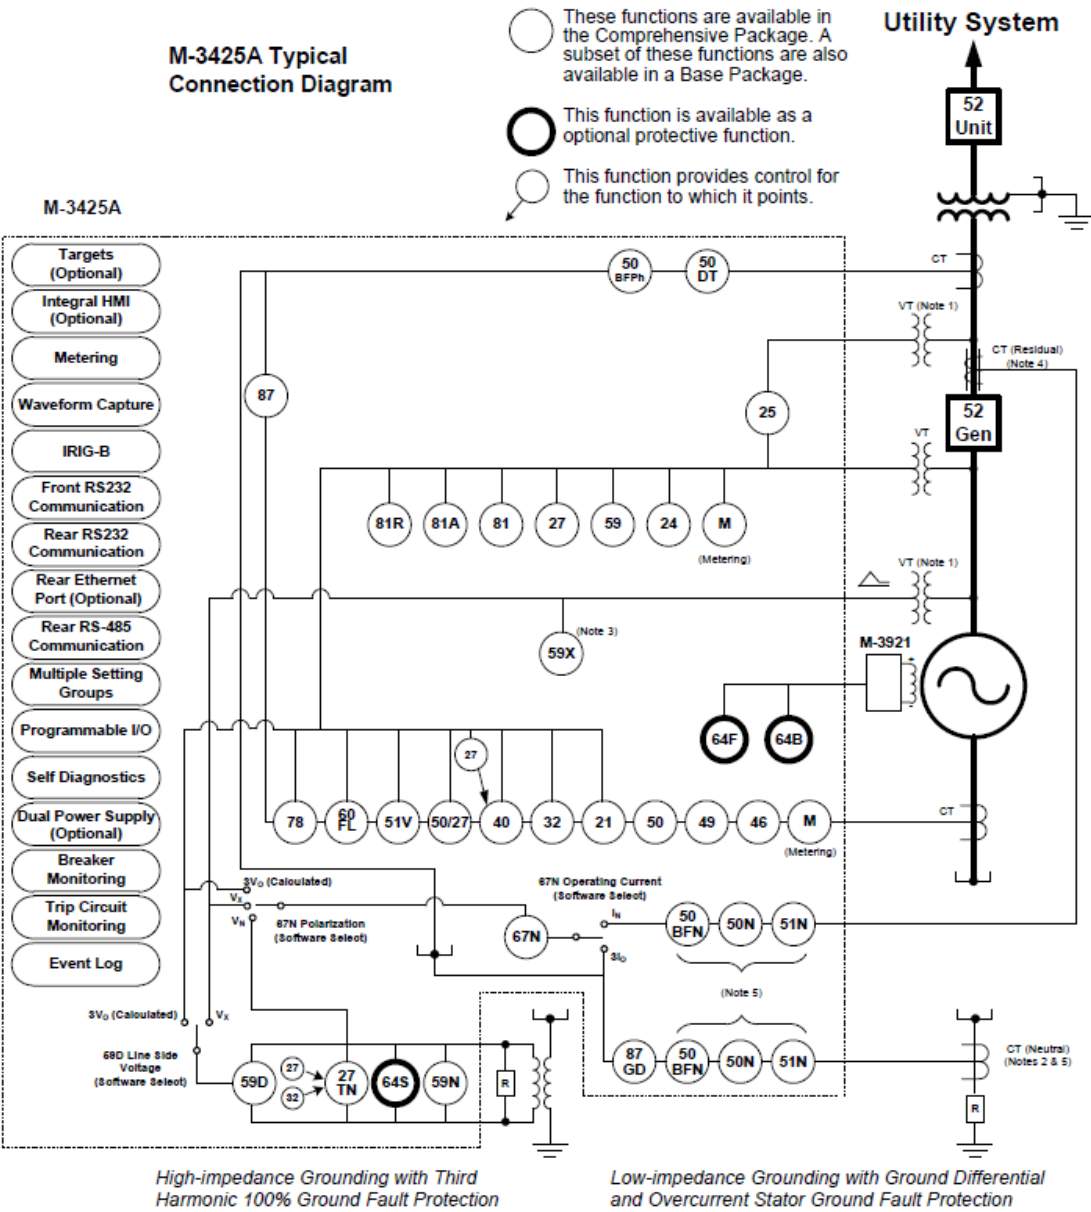 M-3425A Typical
Connection Diagram
These functions are available in
the Comprehensive Package. A
subset of these functions are also
available in a Base Package.
This function is available as a
optional protective function.
This function provides control for
the function to which it points.
Utility System
52
Unit
M-3425A
Targets
(Optional)
Integral HMI
(Optional)
Metering
Waveform Capture
IRIG-B
Front RS232
Communication
Rear RS232
Communication
Rear Ethernet
Port (Optional)
Rear RS-485
Communication
Multiple Setting
Groups
Programmable I/O
Self Diagnostics
Dual Power Supply
(Optional)
Breaker
Monitoring
Trip Circuit
Monitoring
Event Log
50
BFPh
50
DT
CT
VT (Note 1)
CT (Residual)
(Note 4)
87
25
52
Gen
VT
81R
81A
81
27
59
24
M
(Metering)
VT (Note 1)
59X
(Note 3)
M-3921
+
-
64F
64B
27
78
60
FL
51V
50/27
40
32
21
50
49
46
M
(Metering)
CT
3VO (Calculated)
VX
VN
67N Polarization
(Software Select)
67N Operating Current
(Software Select)
IN
3IO
67N
50
BFN
50N
51N
(Note 5)
3VO (Calculated)
VX
59D Line Side
Voltage
(Software Select)
59D
27
32
27
TN
64S
59N
R
87
GD
50
BFN
50N
51N
CT (Neutral)
(Notes 2 & 5)
R
High-impedance Grounding with Third
Harmonic 100% Ground Fault Protection
Low-impedance Grounding with Ground Differential
and Overcurrent Stator Ground Fault Protection